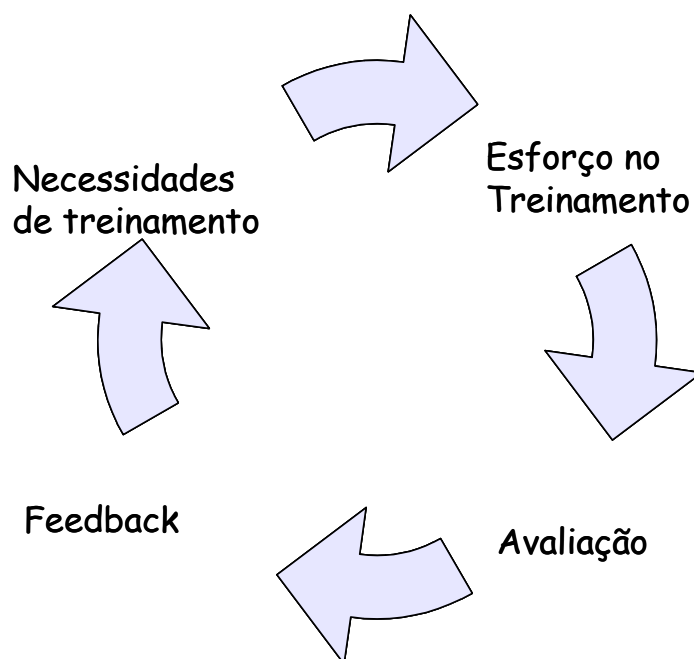 Necessidades
de treinamento
Esforço no
Treinamento
Avaliação
Feedback